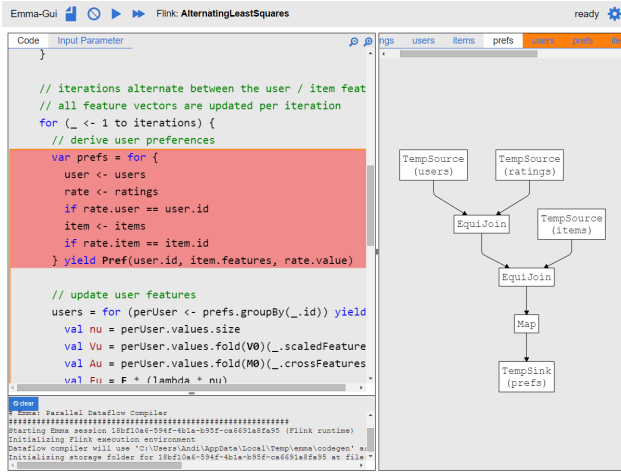 Emma-Gui Flink: AlternatingLeastSquares ready
Code Input Parameter
}
// iterations alternate between the user / item feat
// all feature vectors are updated per iteration
for (_ <- 1 to iterations) {
// derive user preferences
var prefs = for {
user <- users
rate <- ratings
if rate.user == user.id
item <- items
if rate.item == item.id
} yield Pref(user.id, item.features, rate.value)
// update user features
users = for (perUser <- prefs.groupBy(_.id)) yield
val nu = perUser.values.size
val Vu = perUser.values.fold(V0)(_.scaledFeature
val Au = perUser.values.fold(M0)(_.crossFeatures
val Eu = E * (lambda * nu)
clear
# Emma: Parallel Dataflow Compiler
################################################################
Starting Emma session 18bf10a6-594f-4b1a-b95f-ca6691a8fa95 (Flink runtime)
Initializing Flink execution environment
Dataflow compiler will use 'C:\Users\Andi\AppData\Local\Temp\emma\codegen' as
Initializing storage folder for 18bf10a6-594f-4b1a-b95f-ca6691a8fa95 at file
ngs users items prefs users prefs ite
TempSource
(users)
TempSource
(ratings)
EquiJoin
TempSource
(items)
EquiJoin
Map
TempSink
(prefs)